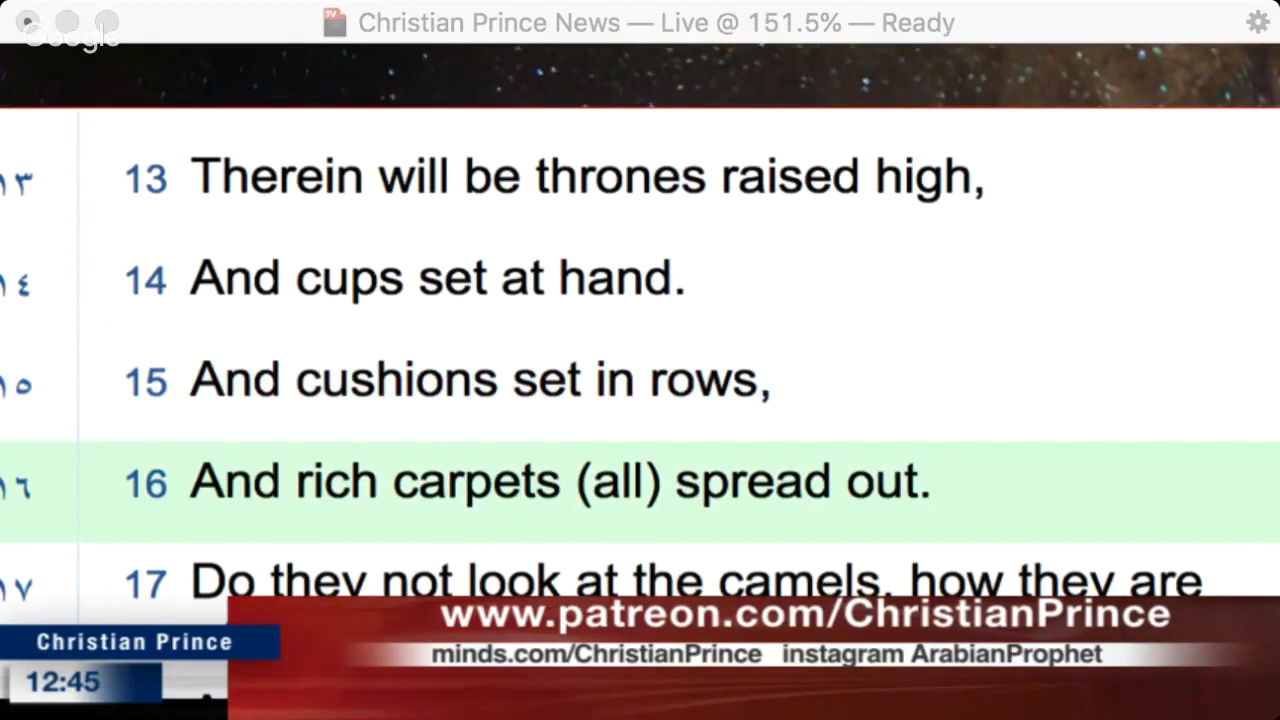 Christian Prince News — Live @ 151.5% — Ready
Google
13 Therein will be thrones raised high,
١٣
14 And cups set at hand.
١٤
15 And cushions set in rows,
١٥
16 And rich carpets (all) spread out.
١٦
17 Do they not look at the camels, how they are
١٧
www.patreon.com/ChristianPrince
Christian Prince
minds.com/ChristianPrince instagram ArabianProphet
12:45